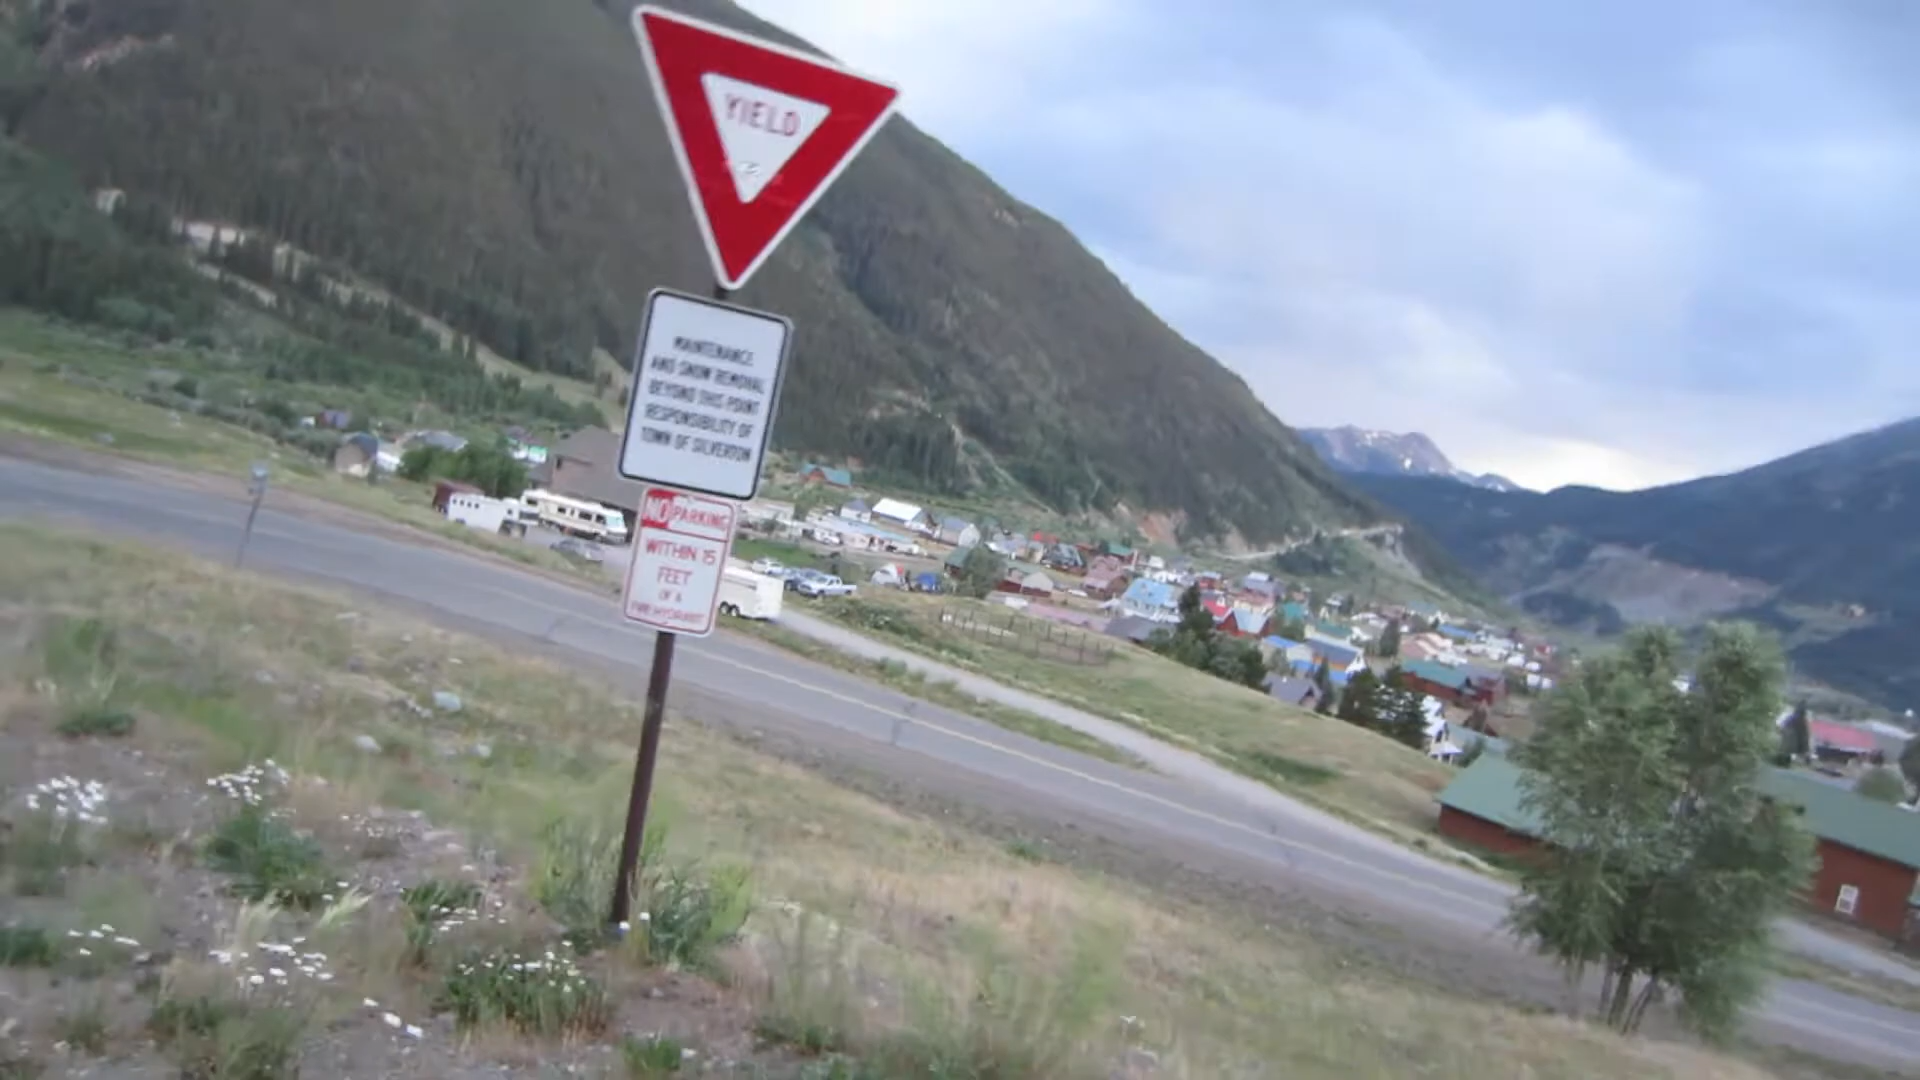 YIELD
MAINTENANCE
AND SNOW REMOVAL
BEYOND THIS POINT
RESPONSIBILITY OF
TOWN OF SILVERTON
NO PARKING
WITHIN 15
FEET
OF A
FIRE HYDRANT